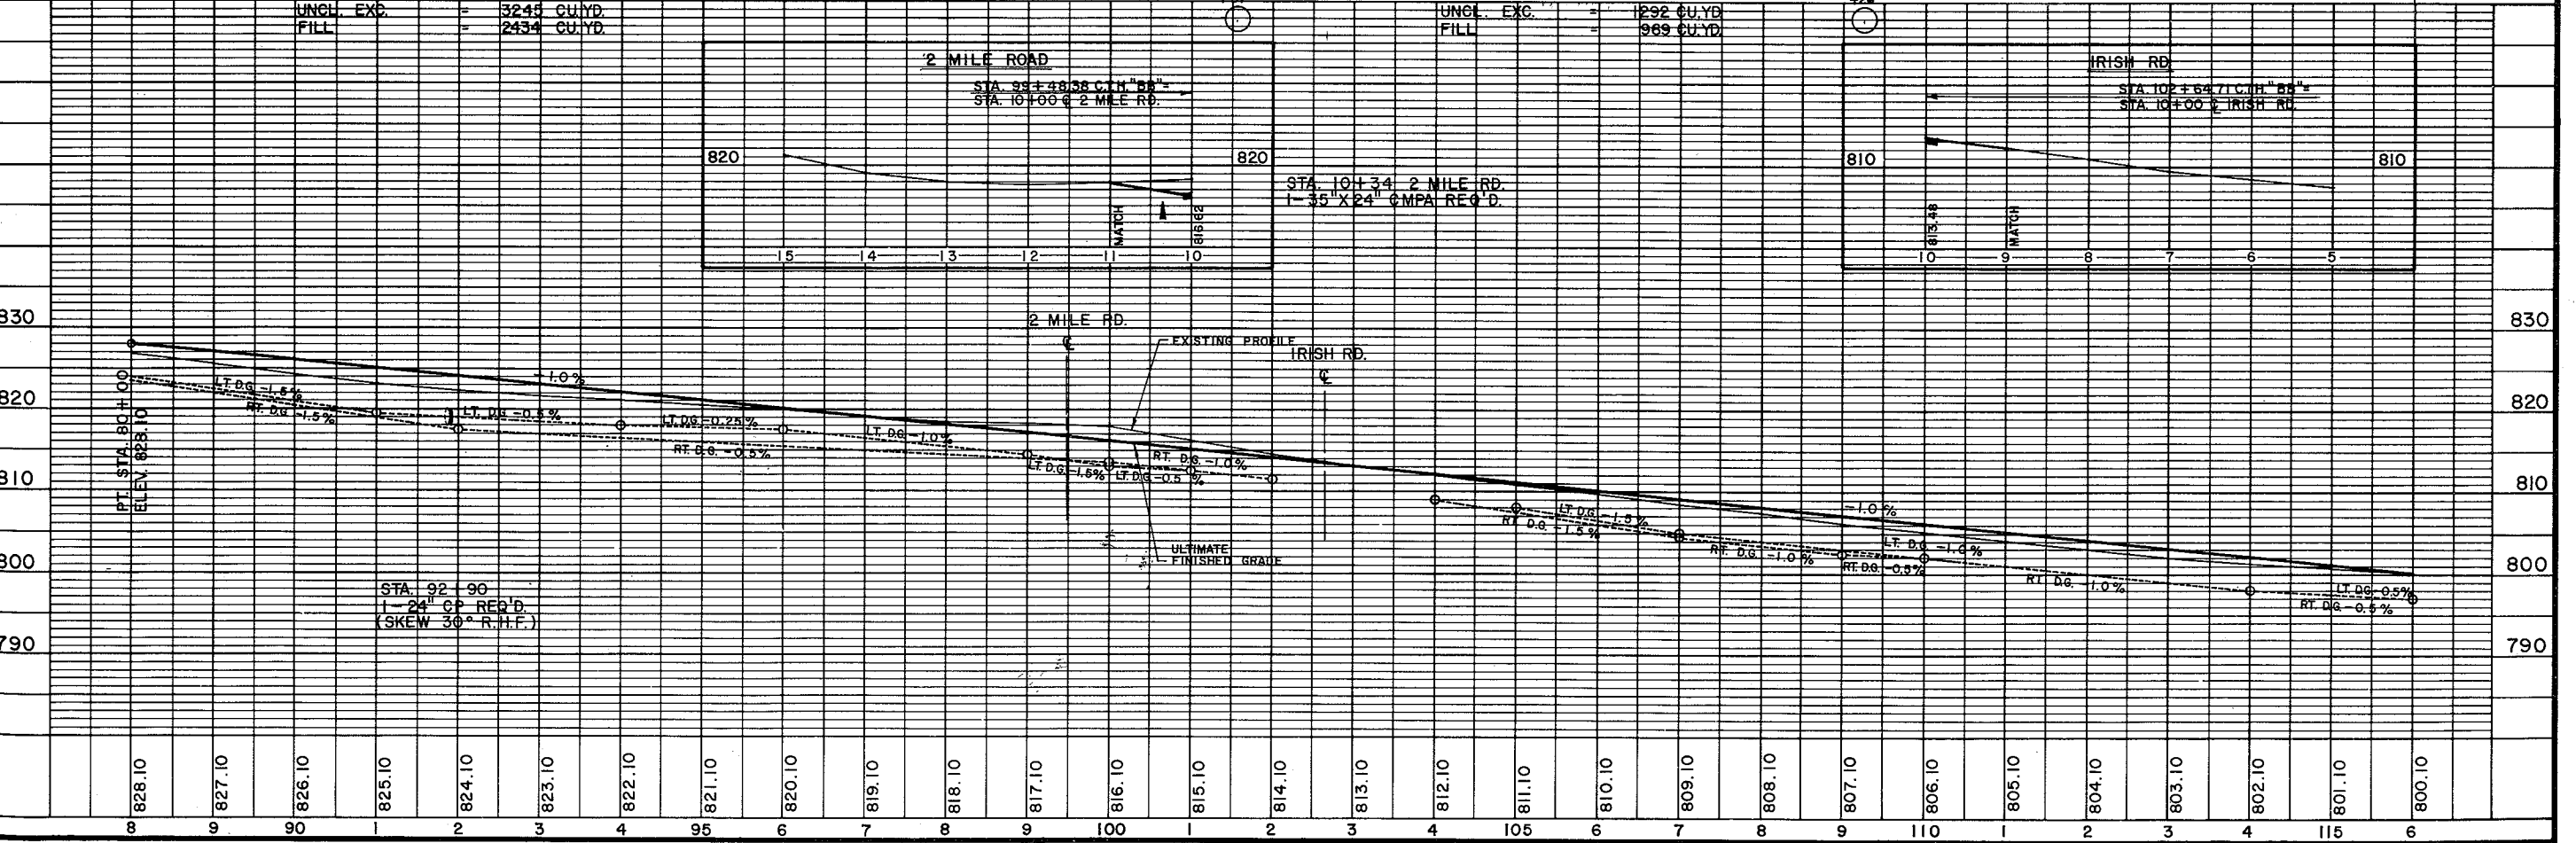 UNCL. EXC. = 3245 CU.YD.
FILL = 2434 CU.YD.
UNCL. EXC. = 1292 CU.YD
FILL = 969 CU.YD.
2 MILE ROAD
STA. 99+48.38 C.T.H. "BB" =
STA. 10+00 ℄ 2 MILE RD.
820 820
STA. 10+34 2 MILE RD.
1-35"X24" CMPA REQ'D.
MATCH
816.62
15 14 13 12 11 10
IRISH RD.
STA. 102+64.71 C.T.H. "BB" =
STA. 10+00 ℄ IRISH RD.
810 810
813.48
MATCH
10 9 8 7 6 5
830 830
820 820
810 810
800 800
790 790
2 MILE RD.
℄
EXISTING PROFILE
IRISH RD.
℄
PT. STA. 80+00
ELEV. 828.10
-1.0%
LT. D.G. -1.5%
RT. D.G. -1.5%
LT. D.G. -0.5%
LT. D.G. -0.25%
LT. D.G. -1.0%
RT. D.G. -0.5%
RT. D.G. -1.0%
LT. D.G. -1.5%
LT. D.G. -0.5%
ULTIMATE
FINISHED GRADE
-1.0%
LT. D.G. -1.5%
RT. D.G. -1.5%
RT. D.G. -1.0%
LT. D.G. -1.0%
RT. D.G. -0.5%
RT. D.G. -1.0%
LT. D.G. -0.5%
RT. D.G. -0.5%
STA. 92+90
1-24" CP REQ'D.
(SKEW 30° R.H.F.)
828.10 827.10 826.10 825.10 824.10 823.10 822.10 821.10 820.10 819.10 818.10 817.10 816.10 815.10 814.10 813.10 812.10 811.10 810.10 809.10 808.10 807.10 806.10 805.10 804.10 803.10 802.10 801.10 800.10
8 9 90 1 2 3 4 95 6 7 8 9 100 1 2 3 4 105 6 7 8 9 110 1 2 3 4 115 6